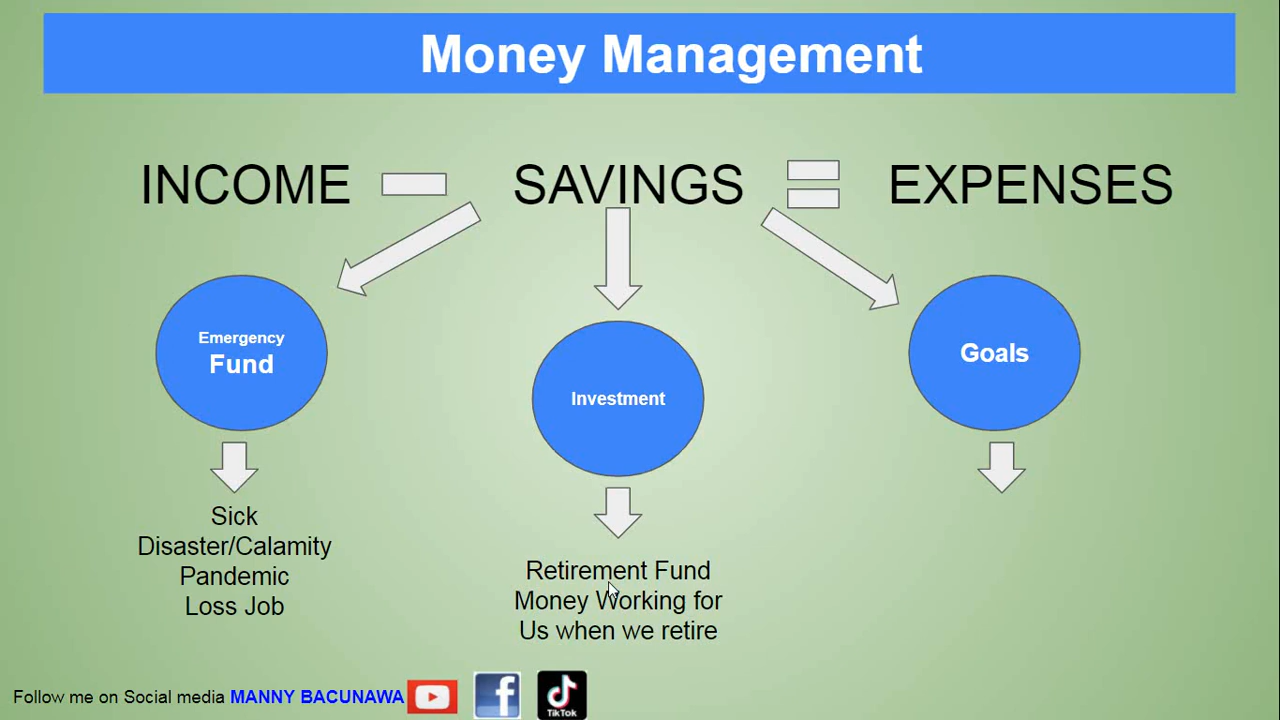 Money Management
INCOME
SAVINGS
EXPENSES
Emergency
Fund
Investment
Goals
Sick
Disaster/Calamity
Pandemic
Loss Job
Retirement Fund
Money Working for
Us when we retire
Follow me on Social media MANNY BACUNAWA
TikTok